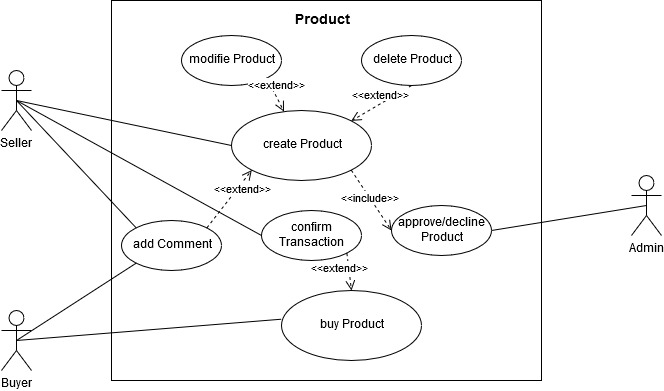 Product
modifie Product
delete Product
<<extend>>
<<extend>>
Seller
create Product
<<extend>>
<<include>>
add Comment
confirm
Transaction
approve/decline
Product
Admin
<<extend>>
buy Product
Buyer